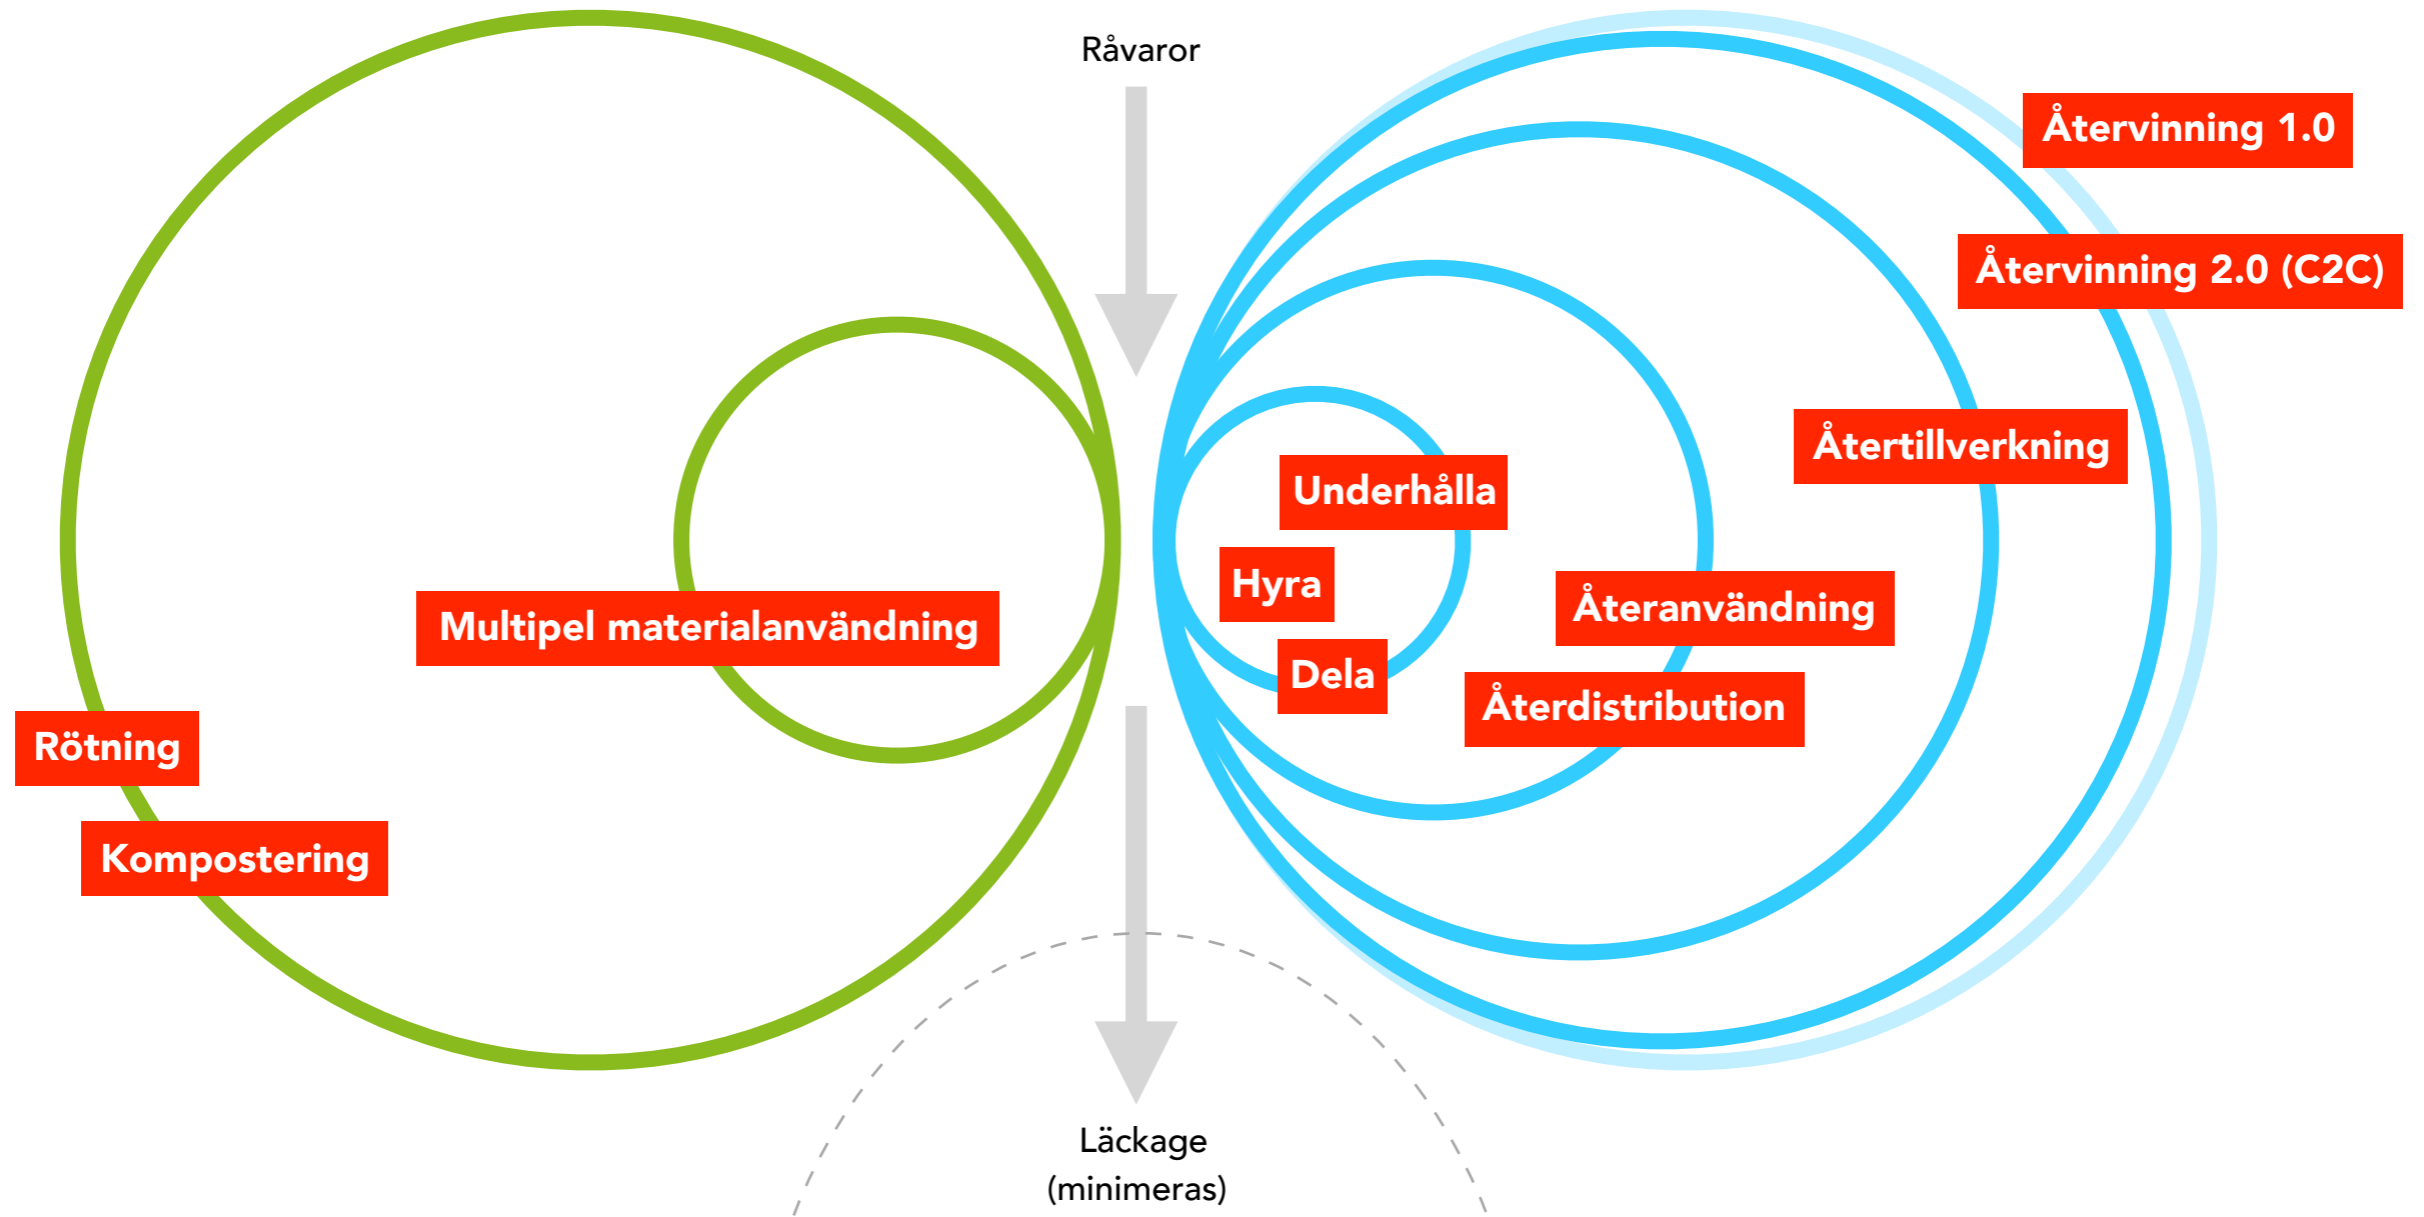 Råvaror
Återvinning 1.0
Återvinning 2.0 (C2C)
Återtillverkning
Underhålla
Hyra
Återanvändning
Multipel materialanvändning
Dela
Återdistribution
Rötning
Kompostering
Läckage
(minimeras)